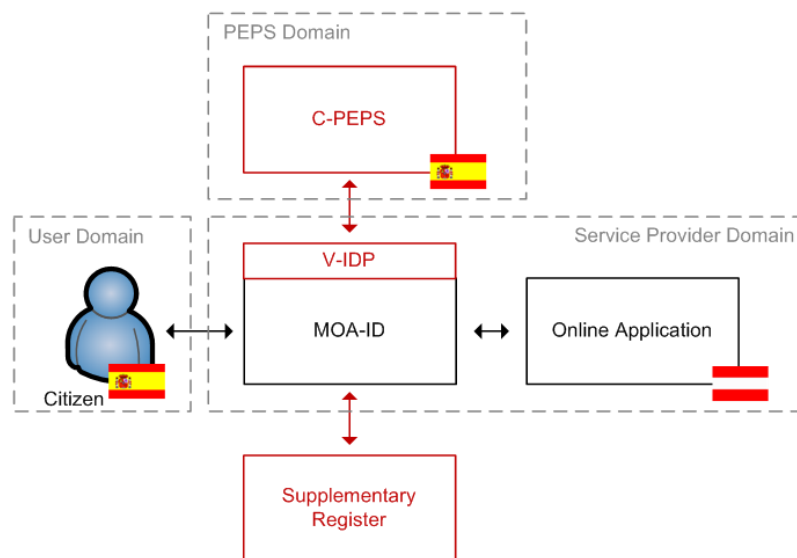 PEPS Domain
C-PEPS
User Domain
Service Provider Domain
V-IDP
MOA-ID
Online Application
Citizen
Supplementary
Register